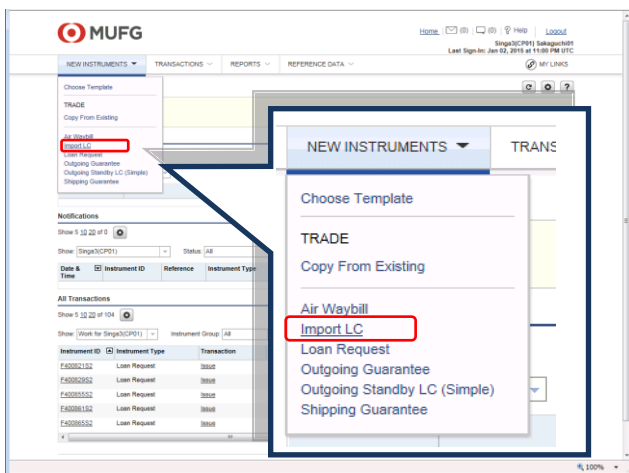 MUFG
Home (0) (0) Help Logout
Singa3(CP01) Sakaguchi01
Last Sign-In: Jan 02, 2015 at 11:00 PM UTC
NEW INSTRUMENTS TRANSACTIONS REPORTS REFERENCE DATA MY LINKS
Choose Template
TRADE
Copy From Existing
Air Waybill
Import LC
Loan Request
Outgoing Guarantee
Outgoing Standby LC (Simple)
Shipping Guarantee
NEW INSTRUMENTS TRANS
Choose Template
TRADE
Copy From Existing
Air Waybill
Import LC
Loan Request
Outgoing Guarantee
Outgoing Standby LC (Simple)
Shipping Guarantee
Notifications
Show 5 10 20 of 0
Show: Singa3(CP01) Status: All
Date & Time Instrument ID Reference Instrument Type
All Transactions
Show 5 10 20 of 104
Show: Work for Singa3(CP01) Instrument Group All
Instrument ID Instrument Type Transaction
F40082152 Loan Request Issue
F40082952 Loan Request Issue
F40085552 Loan Request Issue
F40086152 Loan Request Issue
F40086552 Loan Request Issue
100%